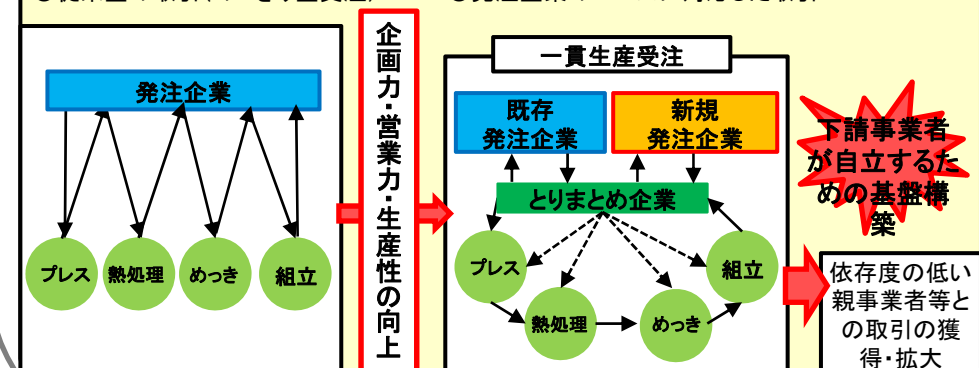 発注企業
プレス
熱処理
めっき
組立
企画力・営業力・生産性の向上
一貫生産受注
既存
発注企業
新規
発注企業
とりまとめ企業
プレス
熱処理
めっき
組立
下請事業者
が自立するた
めの基盤構
築
依存度の低い
親事業者等と
の取引の獲
得・拡大